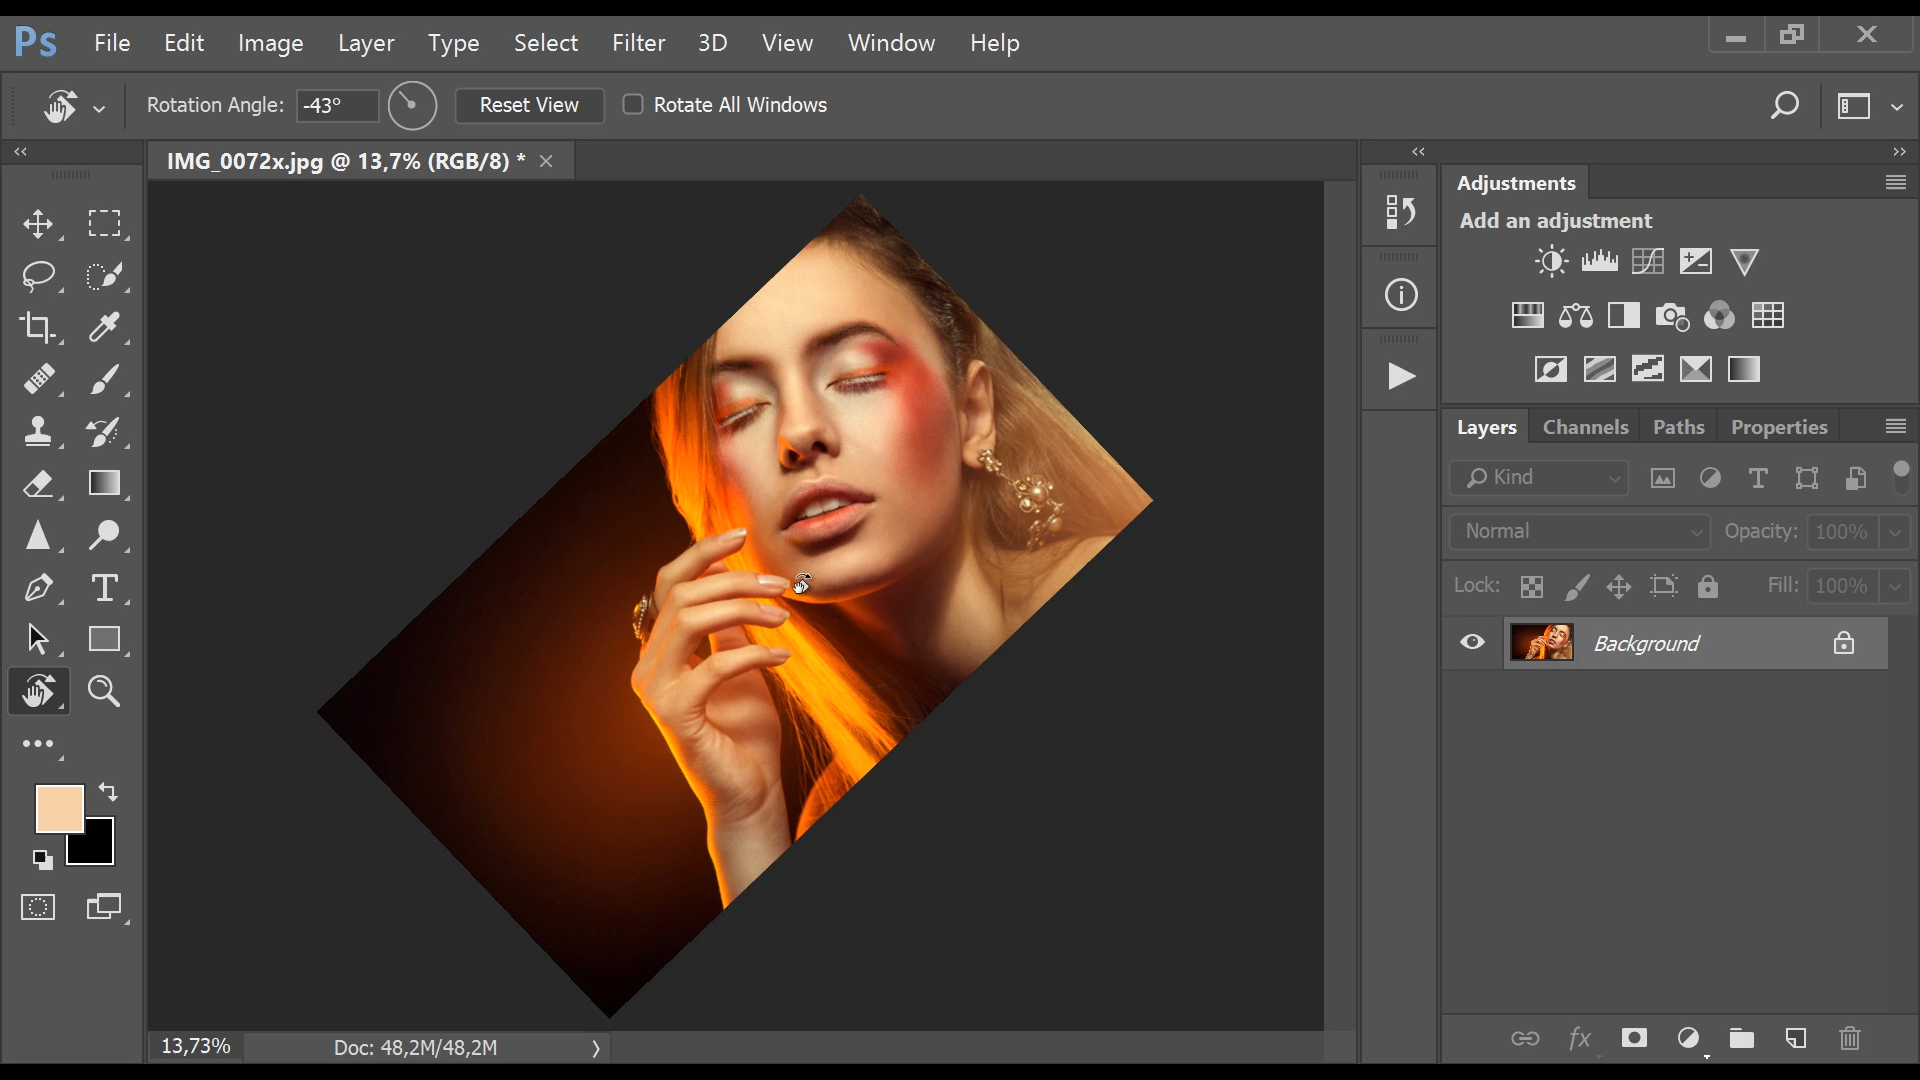 Ps File Edit Image Layer Type Select Filter 3D View Window Help
Rotation Angle: -43° Reset View Rotate All Windows
IMG_0072x.jpg @ 13,7% (RGB/8) *
Adjustments
Add an adjustment
Layers Channels Paths Properties
Kind
Normal Opacity: 100%
Lock: Fill: 100%
Background
13,73% Doc: 48,2M/48,2M
fx